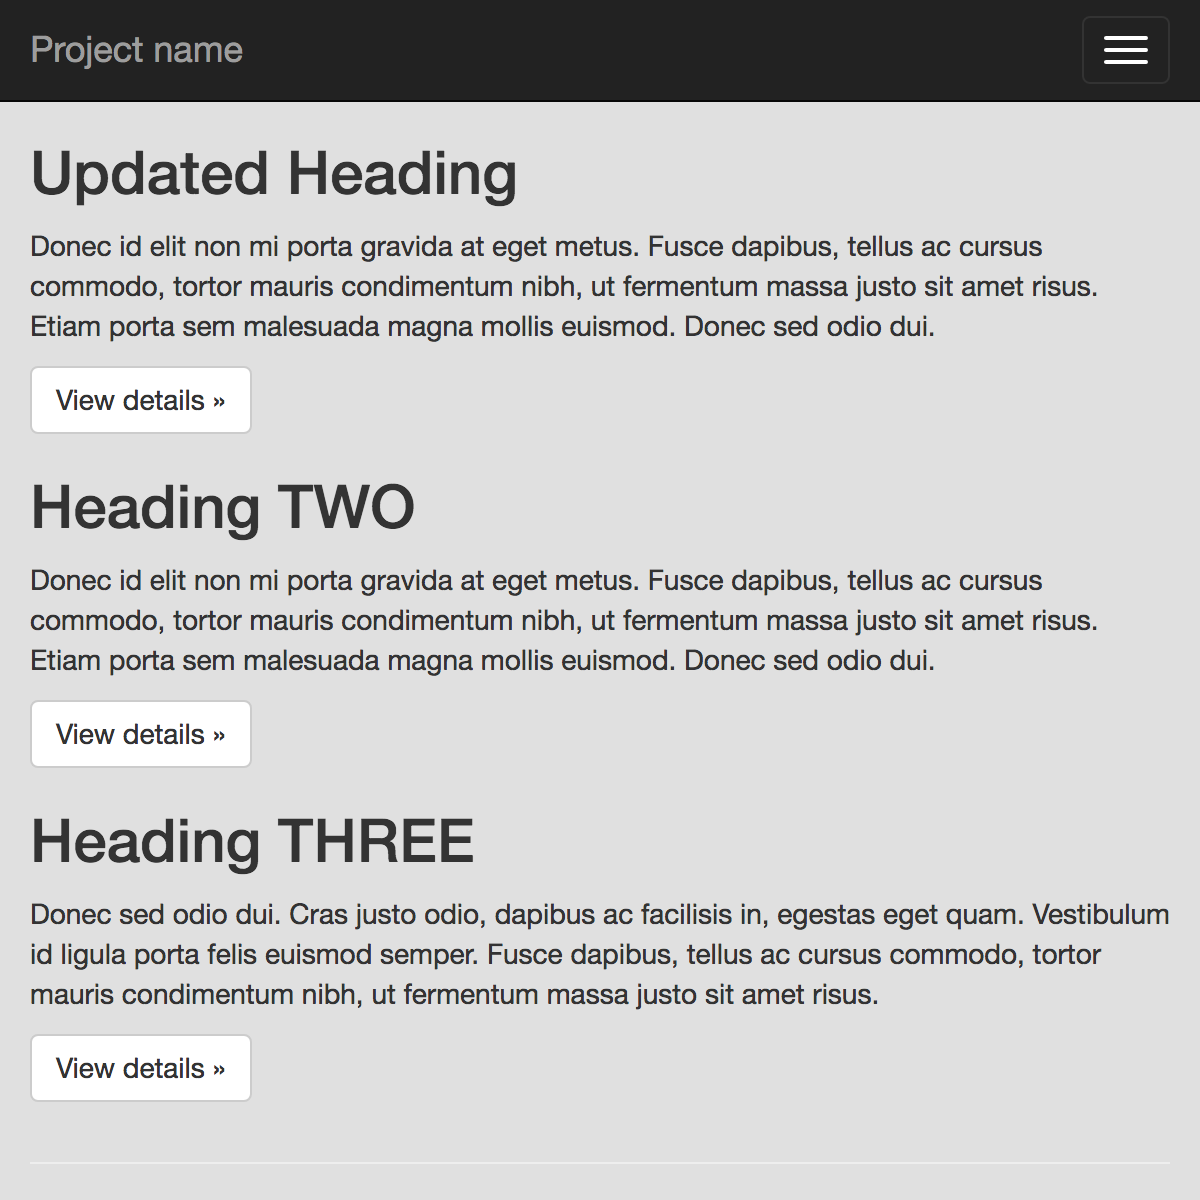 Project name
Updated Heading
Donec id elit non mi porta gravida at eget metus. Fusce dapibus, tellus ac cursus
commodo, tortor mauris condimentum nibh, ut fermentum massa justo sit amet risus.
Etiam porta sem malesuada magna mollis euismod. Donec sed odio dui.
View details »
Heading TWO
Donec id elit non mi porta gravida at eget metus. Fusce dapibus, tellus ac cursus
commodo, tortor mauris condimentum nibh, ut fermentum massa justo sit amet risus.
Etiam porta sem malesuada magna mollis euismod. Donec sed odio dui.
View details »
Heading THREE
Donec sed odio dui. Cras justo odio, dapibus ac facilisis in, egestas eget quam. Vestibulum
id ligula porta felis euismod semper. Fusce dapibus, tellus ac cursus commodo, tortor
mauris condimentum nibh, ut fermentum massa justo sit amet risus.
View details »